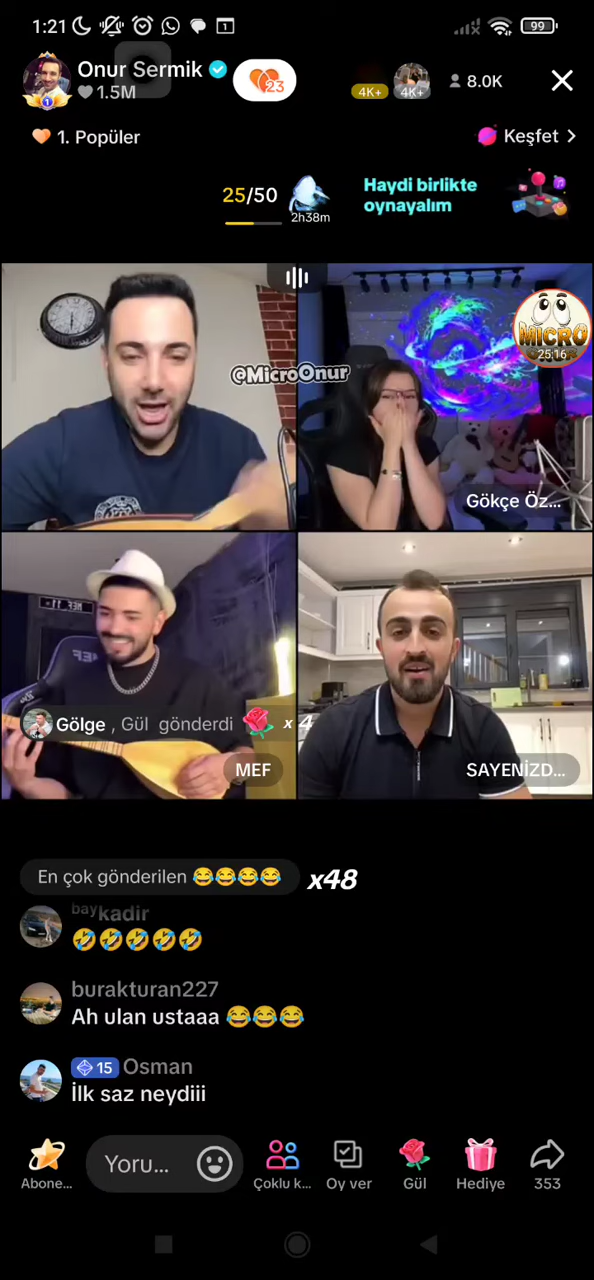 1:21
99
Onur Sermik
1.5M
23
4K+
4K+
8.0K
1. Popüler
Keşfet
25/50
2h38m
Haydi birlikte
oynayalım
@MicroOnur
MICRO
25:16
Gökçe Öz...
Gölge , Gül gönderdi x 4
MEF
SAYENİZD...
En çok gönderilen 😂😂😂😂 x48
baykadir
🤣🤣🤣🤣🤣
burakturan227
Ah ulan ustaaa 😂😂😂
15 Osman
İlk saz neydiii
Yoru...
Abone...
Çoklu k...
Oy ver
Gül
Hediye
353